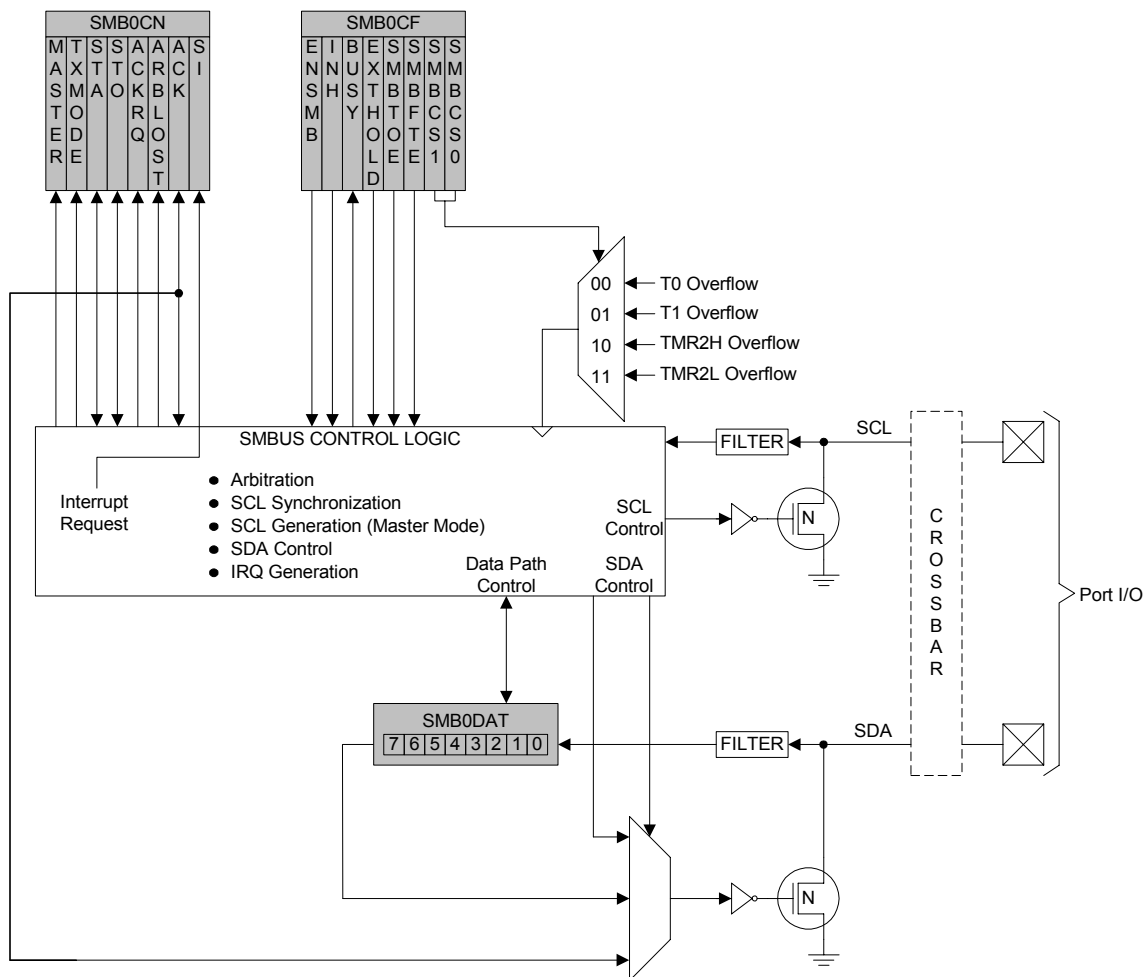 SMB0CN
MASTER
TXMODE
STA
STO
ACKRQ
ARBLOST
ACK
SI
SMB0CF
ENSMB
INH
BUSY
EXTHOLD
SMBTOE
SMBFTE
SMBCS1
SMBCS0
00
01
10
11
T0 Overflow
T1 Overflow
TMR2H Overflow
TMR2L Overflow
SMBUS CONTROL LOGIC
Interrupt
Request
● Arbitration
● SCL Synchronization
● SCL Generation (Master Mode)
● SDA Control
● IRQ Generation
Data Path
Control
SCL
Control
SDA
Control
FILTER
SCL
N
CROSSBAR
Port I/O
SMB0DAT
7 6 5 4 3 2 1 0
FILTER
SDA
N